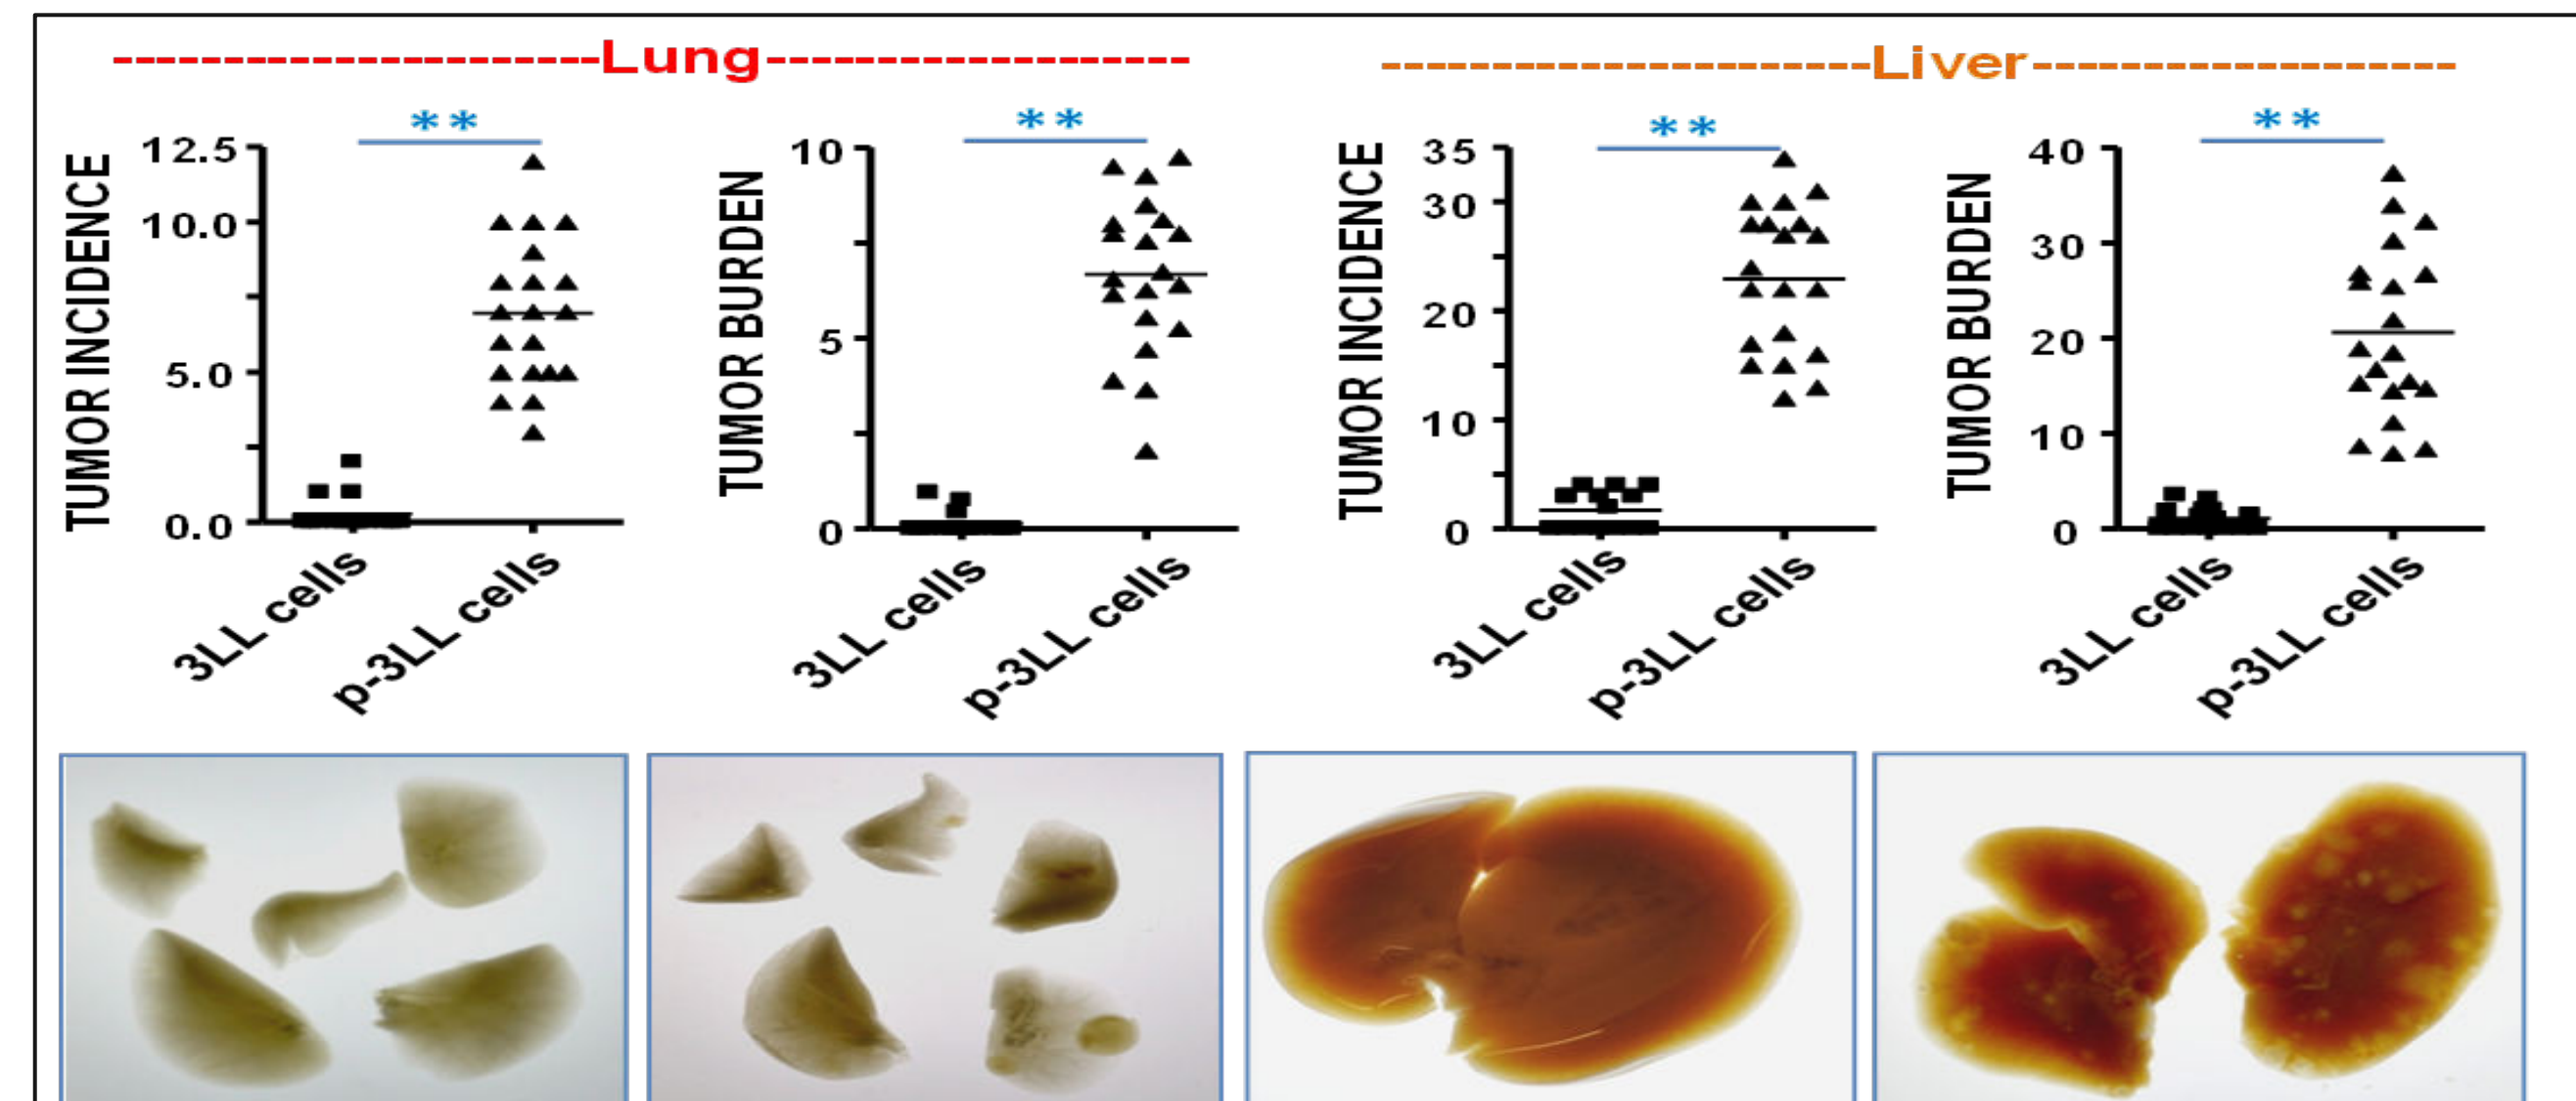 --------------------Lung------------------
--------------------Liver------------------
**
**
**
**
TUMOR INCIDENCE
12.5
10.0
5.0
0.0
3LL cells
p-3LL cells
TUMOR BURDEN
10
5
0
3LL cells
p-3LL cells
TUMOR INCIDENCE
35
30
20
10
0
3LL cells
p-3LL cells
TUMOR BURDEN
40
30
20
10
0
3LL cells
p-3LL cells